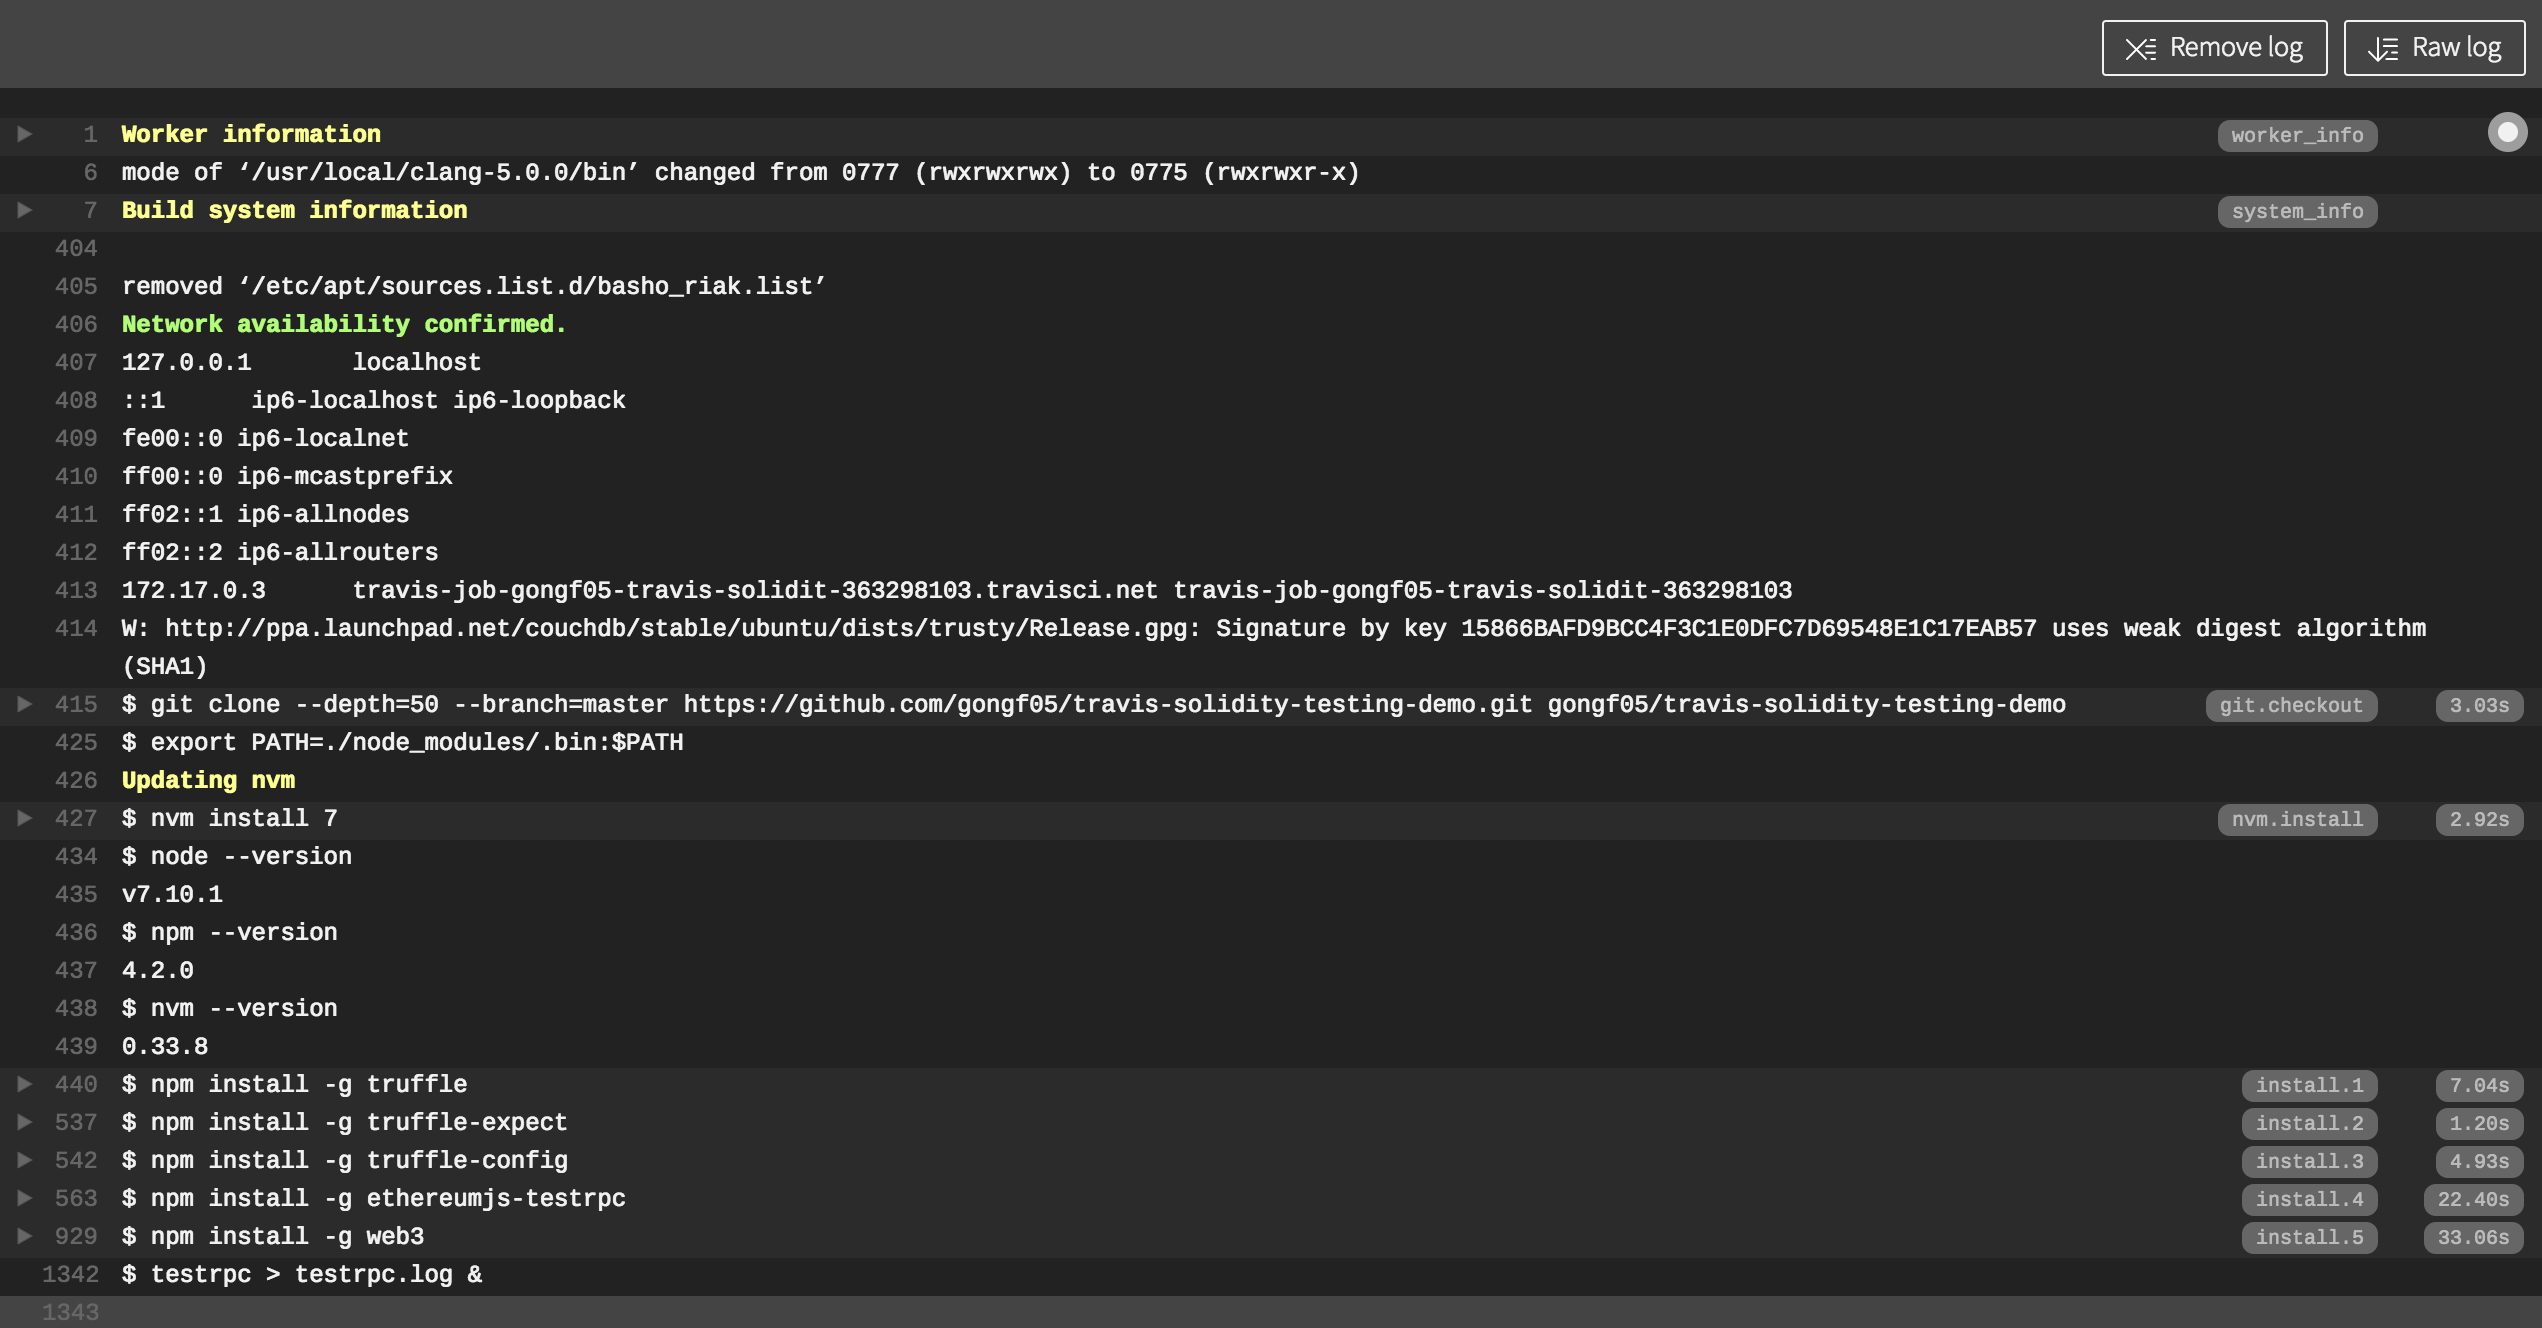 Remove log
Raw log
1 Worker information worker_info
6 mode of ‘/usr/local/clang-5.0.0/bin’ changed from 0777 (rwxrwxrwx) to 0775 (rwxrwxr-x)
7 Build system information system_info
404
405 removed ‘/etc/apt/sources.list.d/basho_riak.list’
406 Network availability confirmed.
407 127.0.0.1 localhost
408 ::1 ip6-localhost ip6-loopback
409 fe00::0 ip6-localnet
410 ff00::0 ip6-mcastprefix
411 ff02::1 ip6-allnodes
412 ff02::2 ip6-allrouters
413 172.17.0.3 travis-job-gongf05-travis-solidit-363298103.travisci.net travis-job-gongf05-travis-solidit-363298103
414 W: http://ppa.launchpad.net/couchdb/stable/ubuntu/dists/trusty/Release.gpg: Signature by key 15866BAFD9BCC4F3C1E0DFC7D69548E1C17EAB57 uses weak digest algorithm
(SHA1)
415 $ git clone --depth=50 --branch=master https://github.com/gongf05/travis-solidity-testing-demo.git gongf05/travis-solidity-testing-demo git.checkout 3.03s
425 $ export PATH=./node_modules/.bin:$PATH
426 Updating nvm
427 $ nvm install 7 nvm.install 2.92s
434 $ node --version
435 v7.10.1
436 $ npm --version
437 4.2.0
438 $ nvm --version
439 0.33.8
440 $ npm install -g truffle install.1 7.04s
537 $ npm install -g truffle-expect install.2 1.20s
542 $ npm install -g truffle-config install.3 4.93s
563 $ npm install -g ethereumjs-testrpc install.4 22.40s
929 $ npm install -g web3 install.5 33.06s
1342 $ testrpc > testrpc.log &
1343